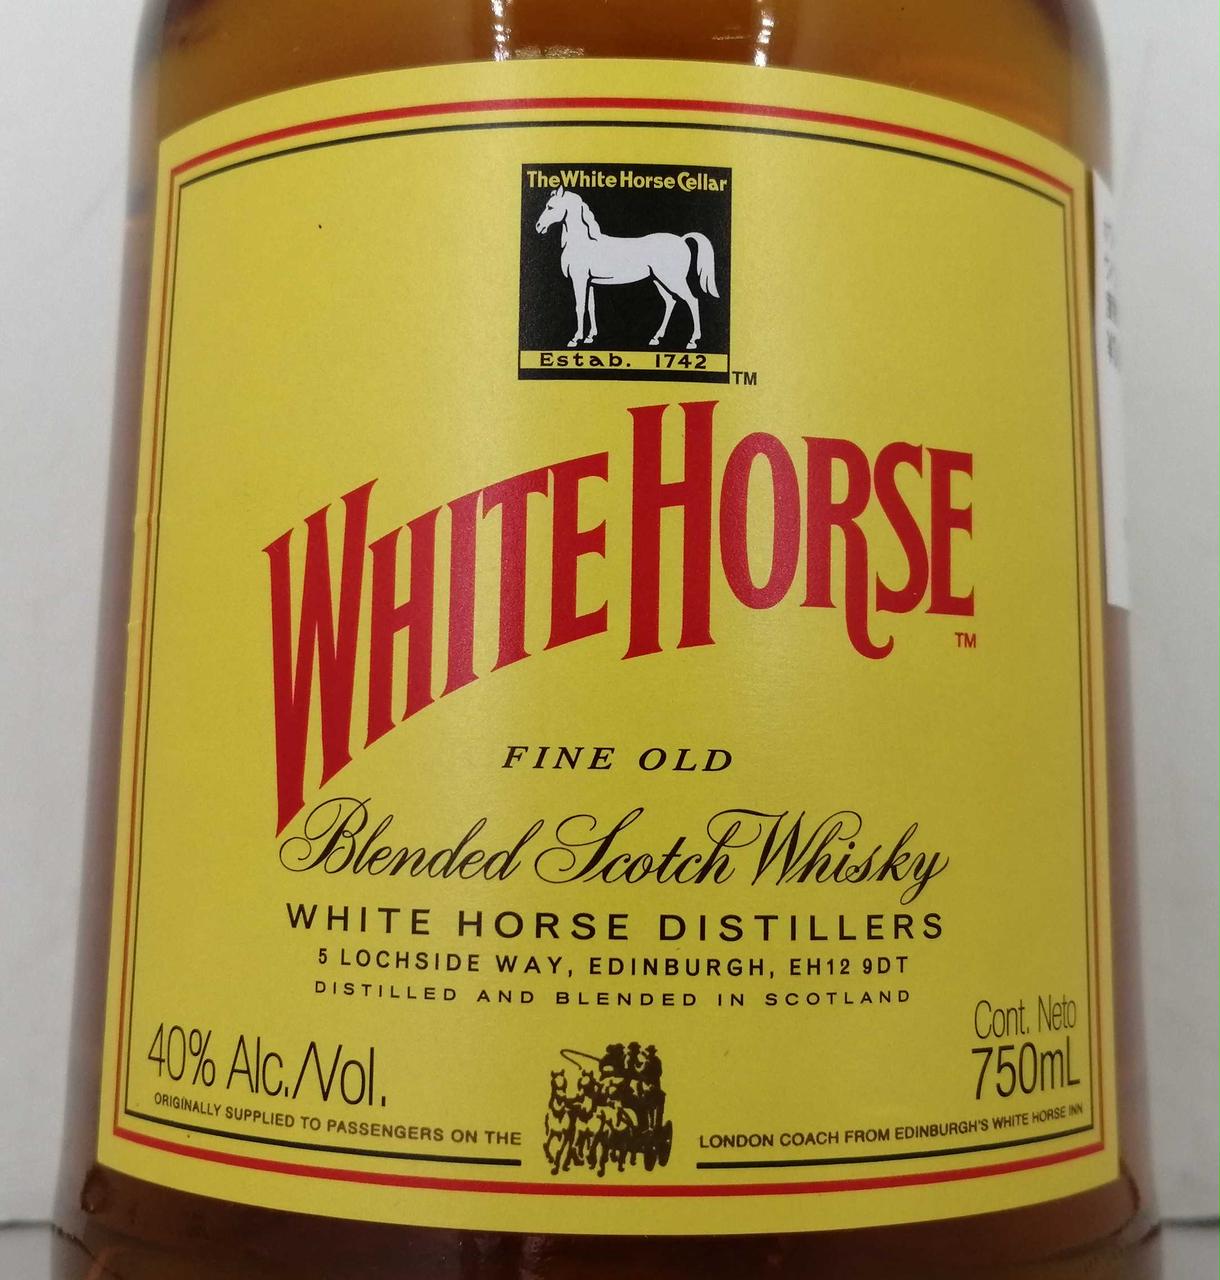 The White Horse Cellar
Estab. 1742
TM
WHITE HORSE
TM
FINE OLD
Blended Scotch Whisky
WHITE HORSE DISTILLERS
5 LOCHSIDE WAY, EDINBURGH, EH12 9DT
DISTILLED AND BLENDED IN SCOTLAND
40% Alc./Vol.
Cont. Neto
750mL
ORIGINALLY SUPPLIED TO PASSENGERS ON THE LONDON COACH FROM EDINBURGH'S WHITE HORSE INN